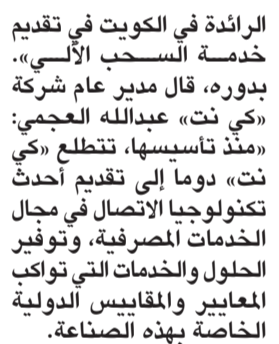 الرائدة في الكويت في تقديم
خدمة السحب الآلي».
بدوره، قال مدير عام شركة
«كي نت» عبدالله العجمي:
«منذ تأسيسها، تتطلع «كي
نت» دوما إلى تقديم أحدث
تكنولوجيا الاتصال في مجال
الخدمات المصرفية، وتوفير
الحلول والخدمات التي تواكب
المعايير والمقاييس الدولية
الخاصة بهذه الصناعة.